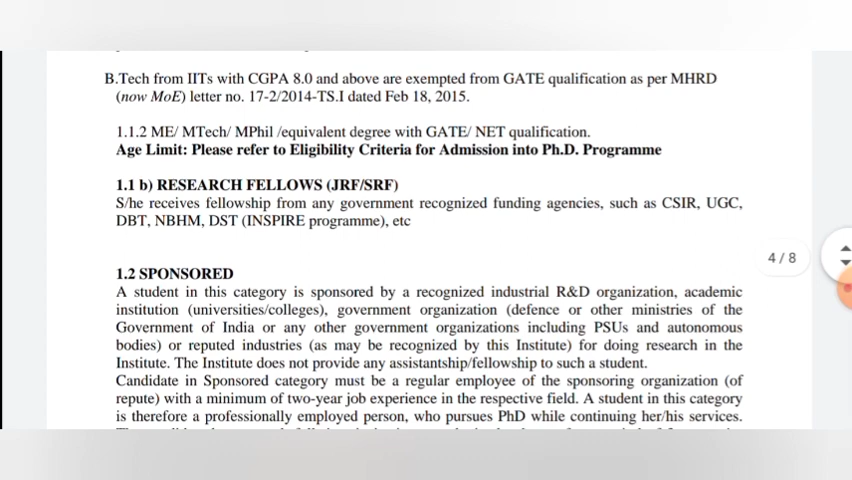 B.Tech from IITs with CGPA 8.0 and above are exempted from GATE qualification as per MHRD
(now MoE) letter no. 17-2/2014-TS.I dated Feb 18, 2015.
1.1.2 ME/ MTech/ MPhil /equivalent degree with GATE/ NET qualification.
Age Limit: Please refer to Eligibility Criteria for Admission into Ph.D. Programme
1.1 b) RESEARCH FELLOWS (JRF/SRF)
S/he receives fellowship from any government recognized funding agencies, such as CSIR, UGC,
DBT, NBHM, DST (INSPIRE programme), etc
4 / 8
1.2 SPONSORED
A student in this category is sponsored by a recognized industrial R&D organization, academic
institution (universities/colleges), government organization (defence or other ministries of the
Government of India or any other government organizations including PSUs and autonomous
bodies) or reputed industries (as may be recognized by this Institute) for doing research in the
Institute. The Institute does not provide any assistantship/fellowship to such a student.
Candidate in Sponsored category must be a regular employee of the sponsoring organization (of
repute) with a minimum of two-year job experience in the respective field. A student in this category
is therefore a professionally employed person, who pursues PhD while continuing her/his services.